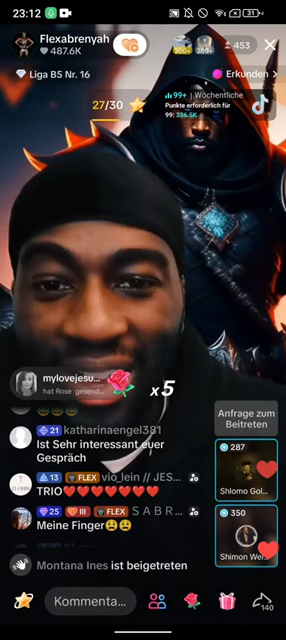 23:12
31
Flexabrenyah
487.6K
200+
200+
453
Liga B5 Nr. 16
Erkunden >
27/30
99+ | Wöchentliche
Punkte erforderlich für
99: 336.5K
mylovejesu...
hat Rose gesend...
x5
Anfrage zum
Beitreten
21 katharinaengel381
Ist Sehr interessant euer
Gespräch
13 FLEX vio_lein // JES...
TRIO❤️❤️❤️❤️❤️❤️❤️
25 III FLEX S A B R...
Meine Finger😩😩
287
Shlomo Gol...
350
Shimon Wei...
Montana Ines ist beigetreten
Kommenta...
140